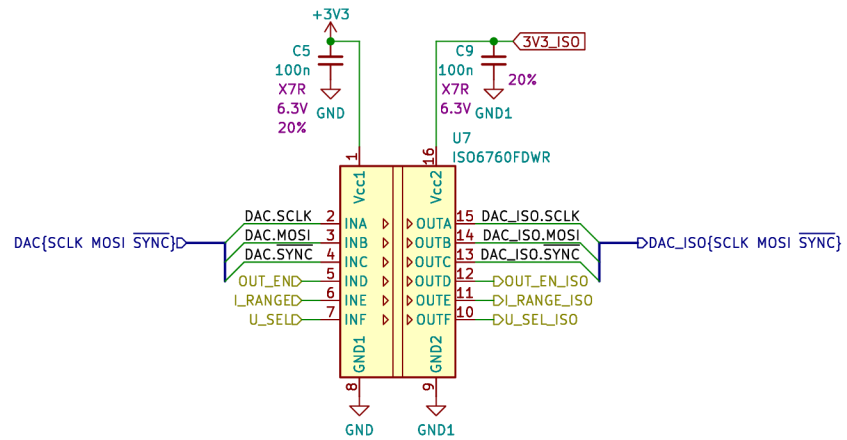 +3V3
C5
100n
X7R
6.3V
20%
GND
C9
100n
X7R
6.3V
20%
GND1
3V3_ISO
U7
ISO6760FDWR
1
16
Vcc1
Vcc2
DAC{SCLK MOSI SYNC}
DAC.SCLK
2
INA
OUTA
15
DAC_ISO.SCLK
DAC.MOSI
3
INB
OUTB
14
DAC_ISO.MOSI
DAC_ISO{SCLK MOSI SYNC}
DAC.SYNC
4
INC
OUTC
13
DAC_ISO.SYNC
OUT_EN
5
IND
OUTD
12
OUT_EN_ISO
I_RANGE
6
INE
OUTE
11
I_RANGE_ISO
U_SEL
7
INF
OUTF
10
U_SEL_ISO
GND1
GND2
8
9
GND
GND1